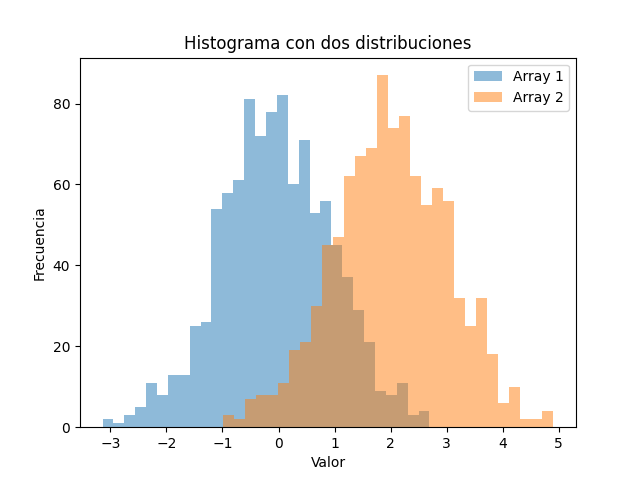 Histograma con dos distribuciones
Array 1
Array 2
Frecuencia
80
60
40
20
0
−3
−2
−1
0
1
2
3
4
5
Valor